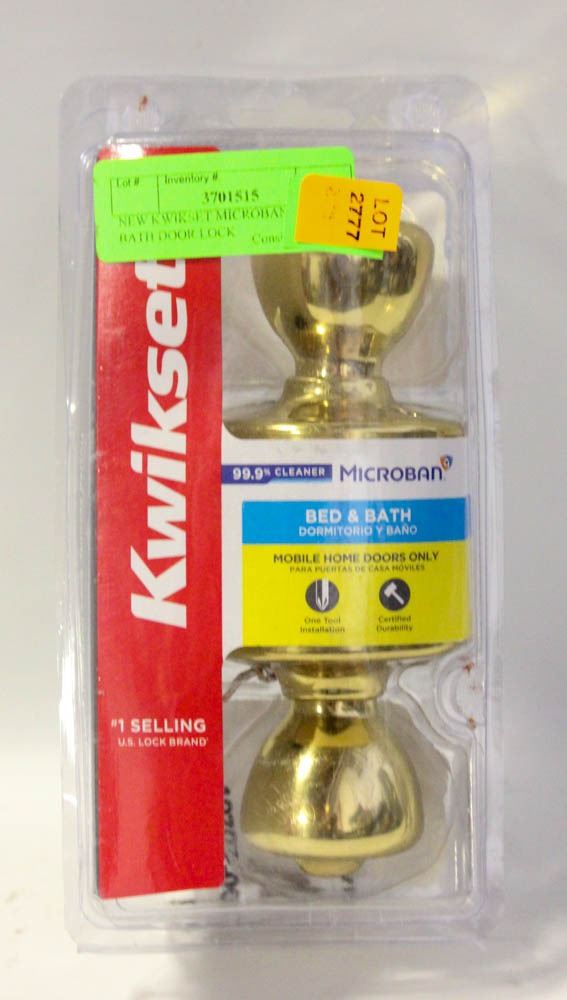 Lot #
Inventory #
3701515
NEW KWIKSET MICROBAN
BATH DOOR LOCK
LOT
2777
Kwikset
99.9% CLEANER
MICROBAN
BED & BATH
DORMITORIO Y BAÑO
MOBILE HOME DOORS ONLY
PARA PUERTAS DE CASA MÓVILES
One Tool
Installation
Certified
Durability
#1 SELLING
U.S. LOCK BRAND